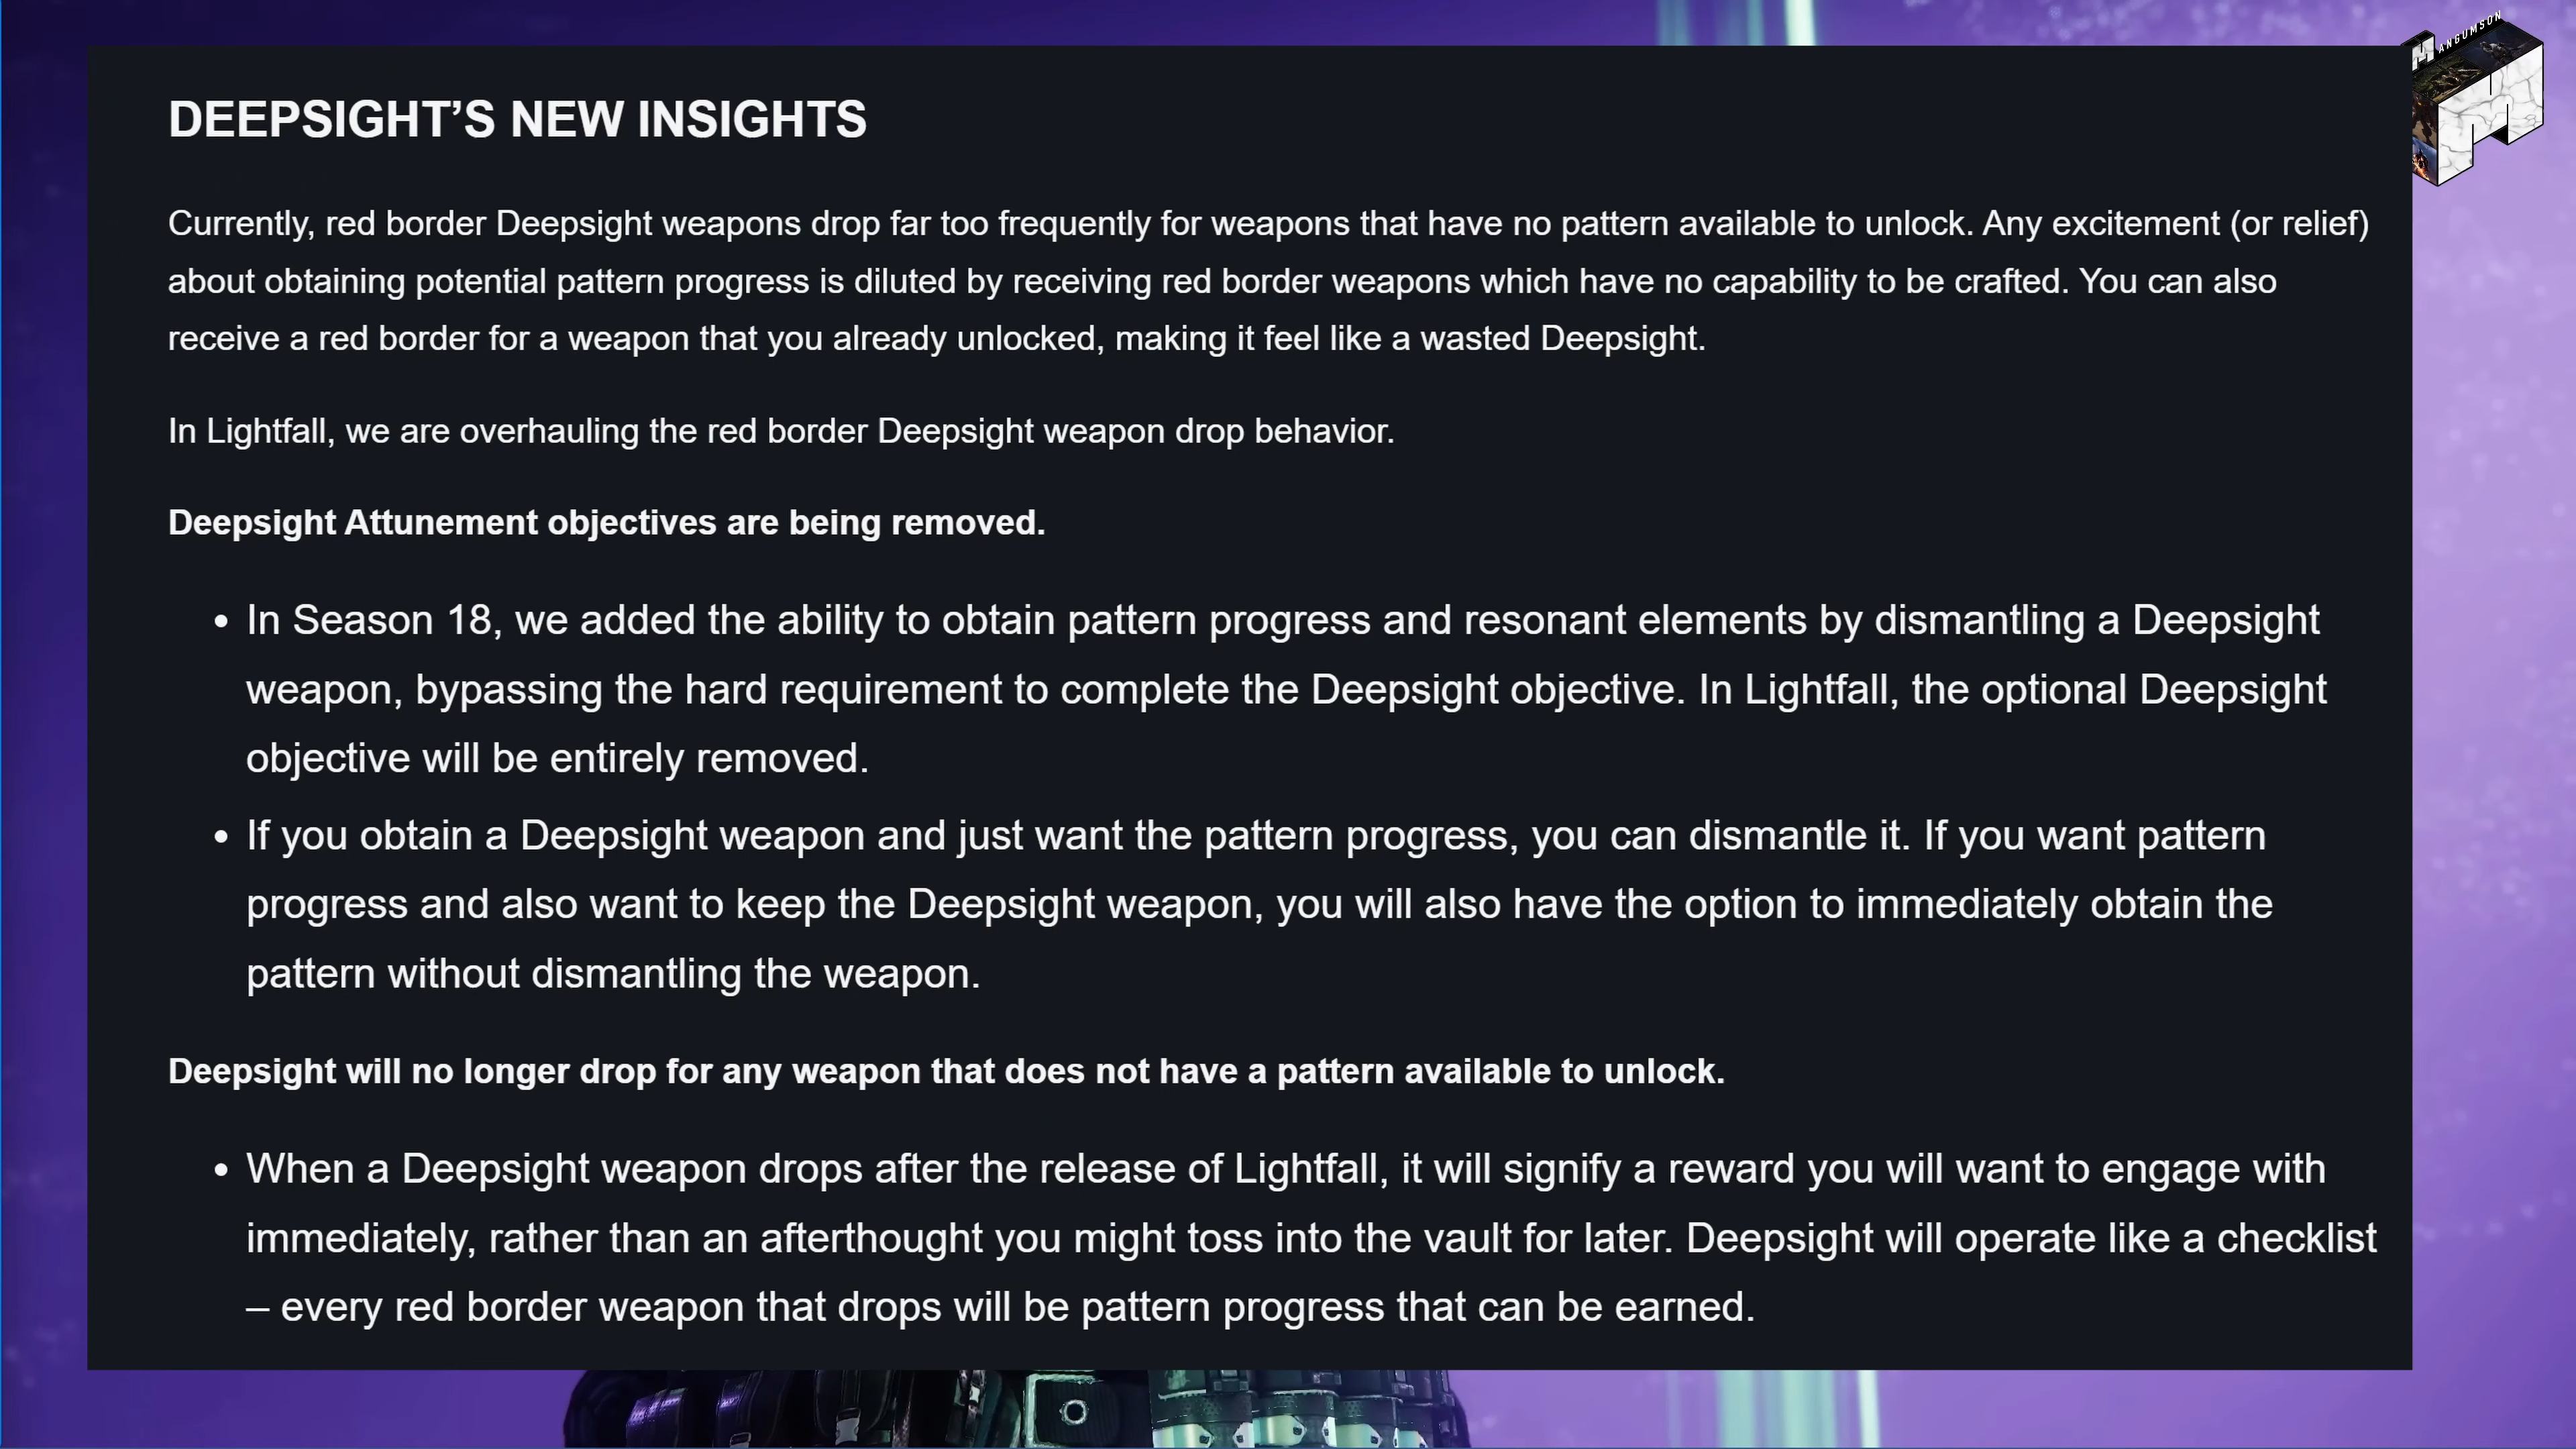 DEEPSIGHT’S NEW INSIGHTS
HANGUMSON
Currently, red border Deepsight weapons drop far too frequently for weapons that have no pattern available to unlock. Any excitement (or relief)
about obtaining potential pattern progress is diluted by receiving red border weapons which have no capability to be crafted. You can also
receive a red border for a weapon that you already unlocked, making it feel like a wasted Deepsight.
In Lightfall, we are overhauling the red border Deepsight weapon drop behavior.
Deepsight Attunement objectives are being removed.
• In Season 18, we added the ability to obtain pattern progress and resonant elements by dismantling a Deepsight
weapon, bypassing the hard requirement to complete the Deepsight objective. In Lightfall, the optional Deepsight
objective will be entirely removed.
• If you obtain a Deepsight weapon and just want the pattern progress, you can dismantle it. If you want pattern
progress and also want to keep the Deepsight weapon, you will also have the option to immediately obtain the
pattern without dismantling the weapon.
Deepsight will no longer drop for any weapon that does not have a pattern available to unlock.
• When a Deepsight weapon drops after the release of Lightfall, it will signify a reward you will want to engage with
immediately, rather than an afterthought you might toss into the vault for later. Deepsight will operate like a checklist
– every red border weapon that drops will be pattern progress that can be earned.